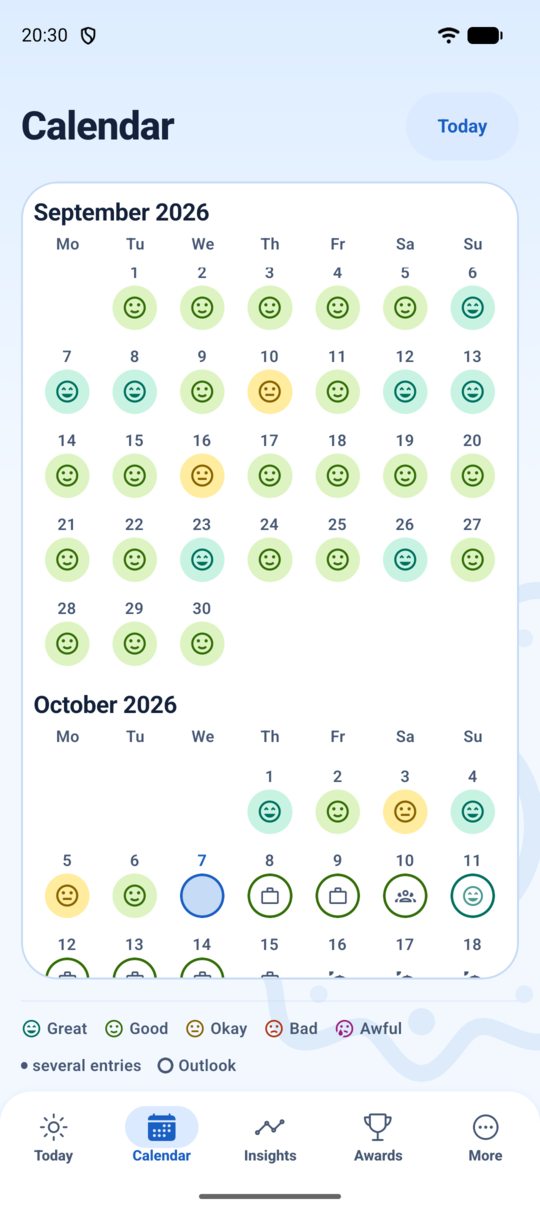 20:30
Calendar
Today
September 2026
Mo Tu We Th Fr Sa Su
1 2 3 4 5 6
7 8 9 10 11 12 13
14 15 16 17 18 19 20
21 22 23 24 25 26 27
28 29 30
October 2026
Mo Tu We Th Fr Sa Su
1 2 3 4
5 6 7 8 9 10 11
12 13 14 15 16 17 18
Great Good Okay Bad Awful
• several entries Outlook
Today Calendar Insights Awards More